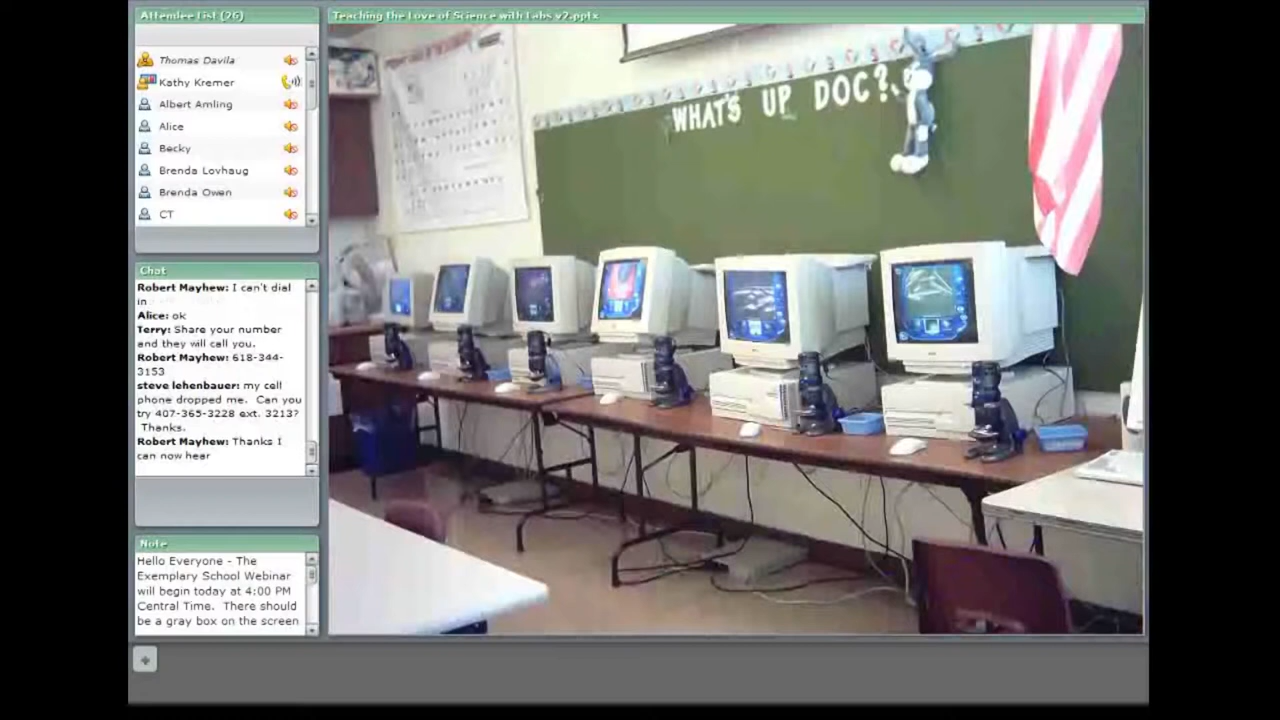 Attendee List (26)
Thomas Davila
Kathy Kremer
Albert Amling
Alice
Becky
Brenda Lovhaug
Brenda Owen
CT
Chat
Robert Mayhew: I can't dial
in
Alice: ok
Terry: Share your number
and they will call you.
Robert Mayhew: 618-344-
3153
steve lehenbauer: my cell
phone dropped me. Can you
try 407-365-3228 ext. 3213?
Thanks.
Robert Mayhew: Thanks I
can now hear
Note
Hello Everyone - The
Exemplary School Webinar
will begin today at 4:00 PM
Central Time. There should
be a gray box on the screen
Teaching the Love of Science with Labs v2.pptx
WHAT'S UP DOC?